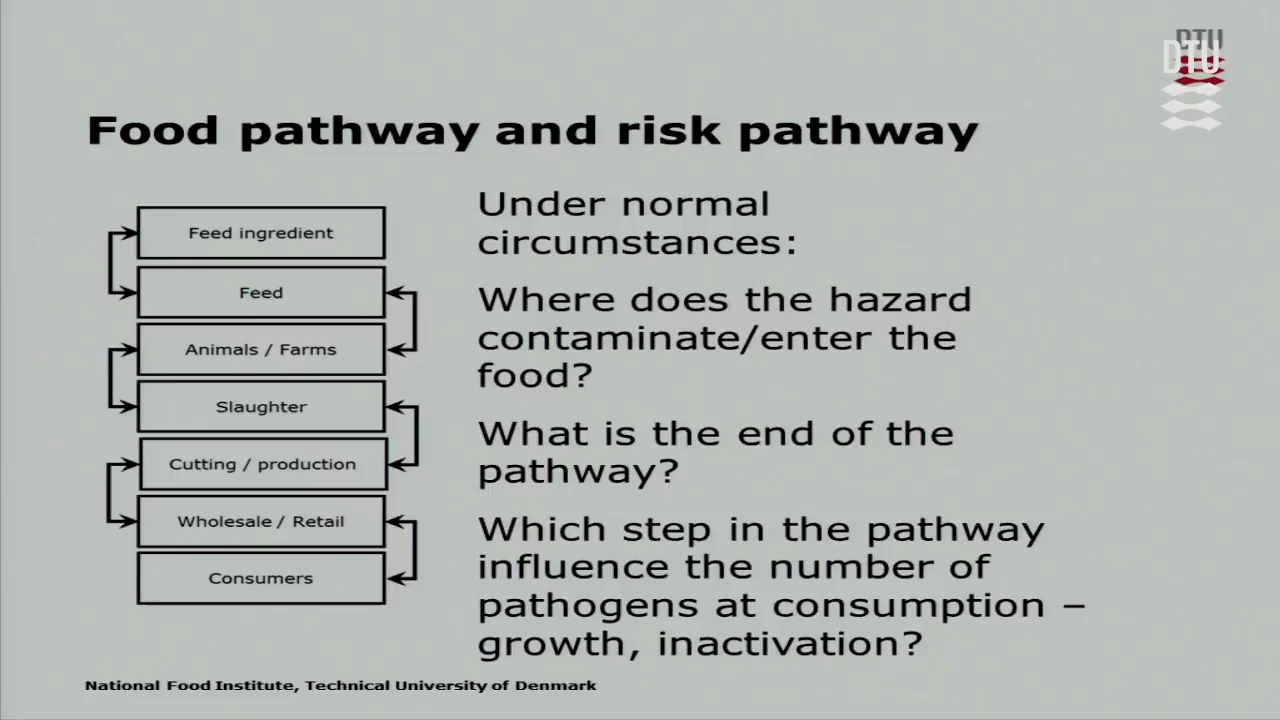 DTU
DTU
Food pathway and risk pathway
Feed ingredient
Feed
Animals / Farms
Slaughter
Cutting / production
Wholesale / Retail
Consumers
Under normal
circumstances:
Where does the hazard
contaminate/enter the
food?
What is the end of the
pathway?
Which step in the pathway
influence the number of
pathogens at consumption –
growth, inactivation?
National Food Institute, Technical University of Denmark